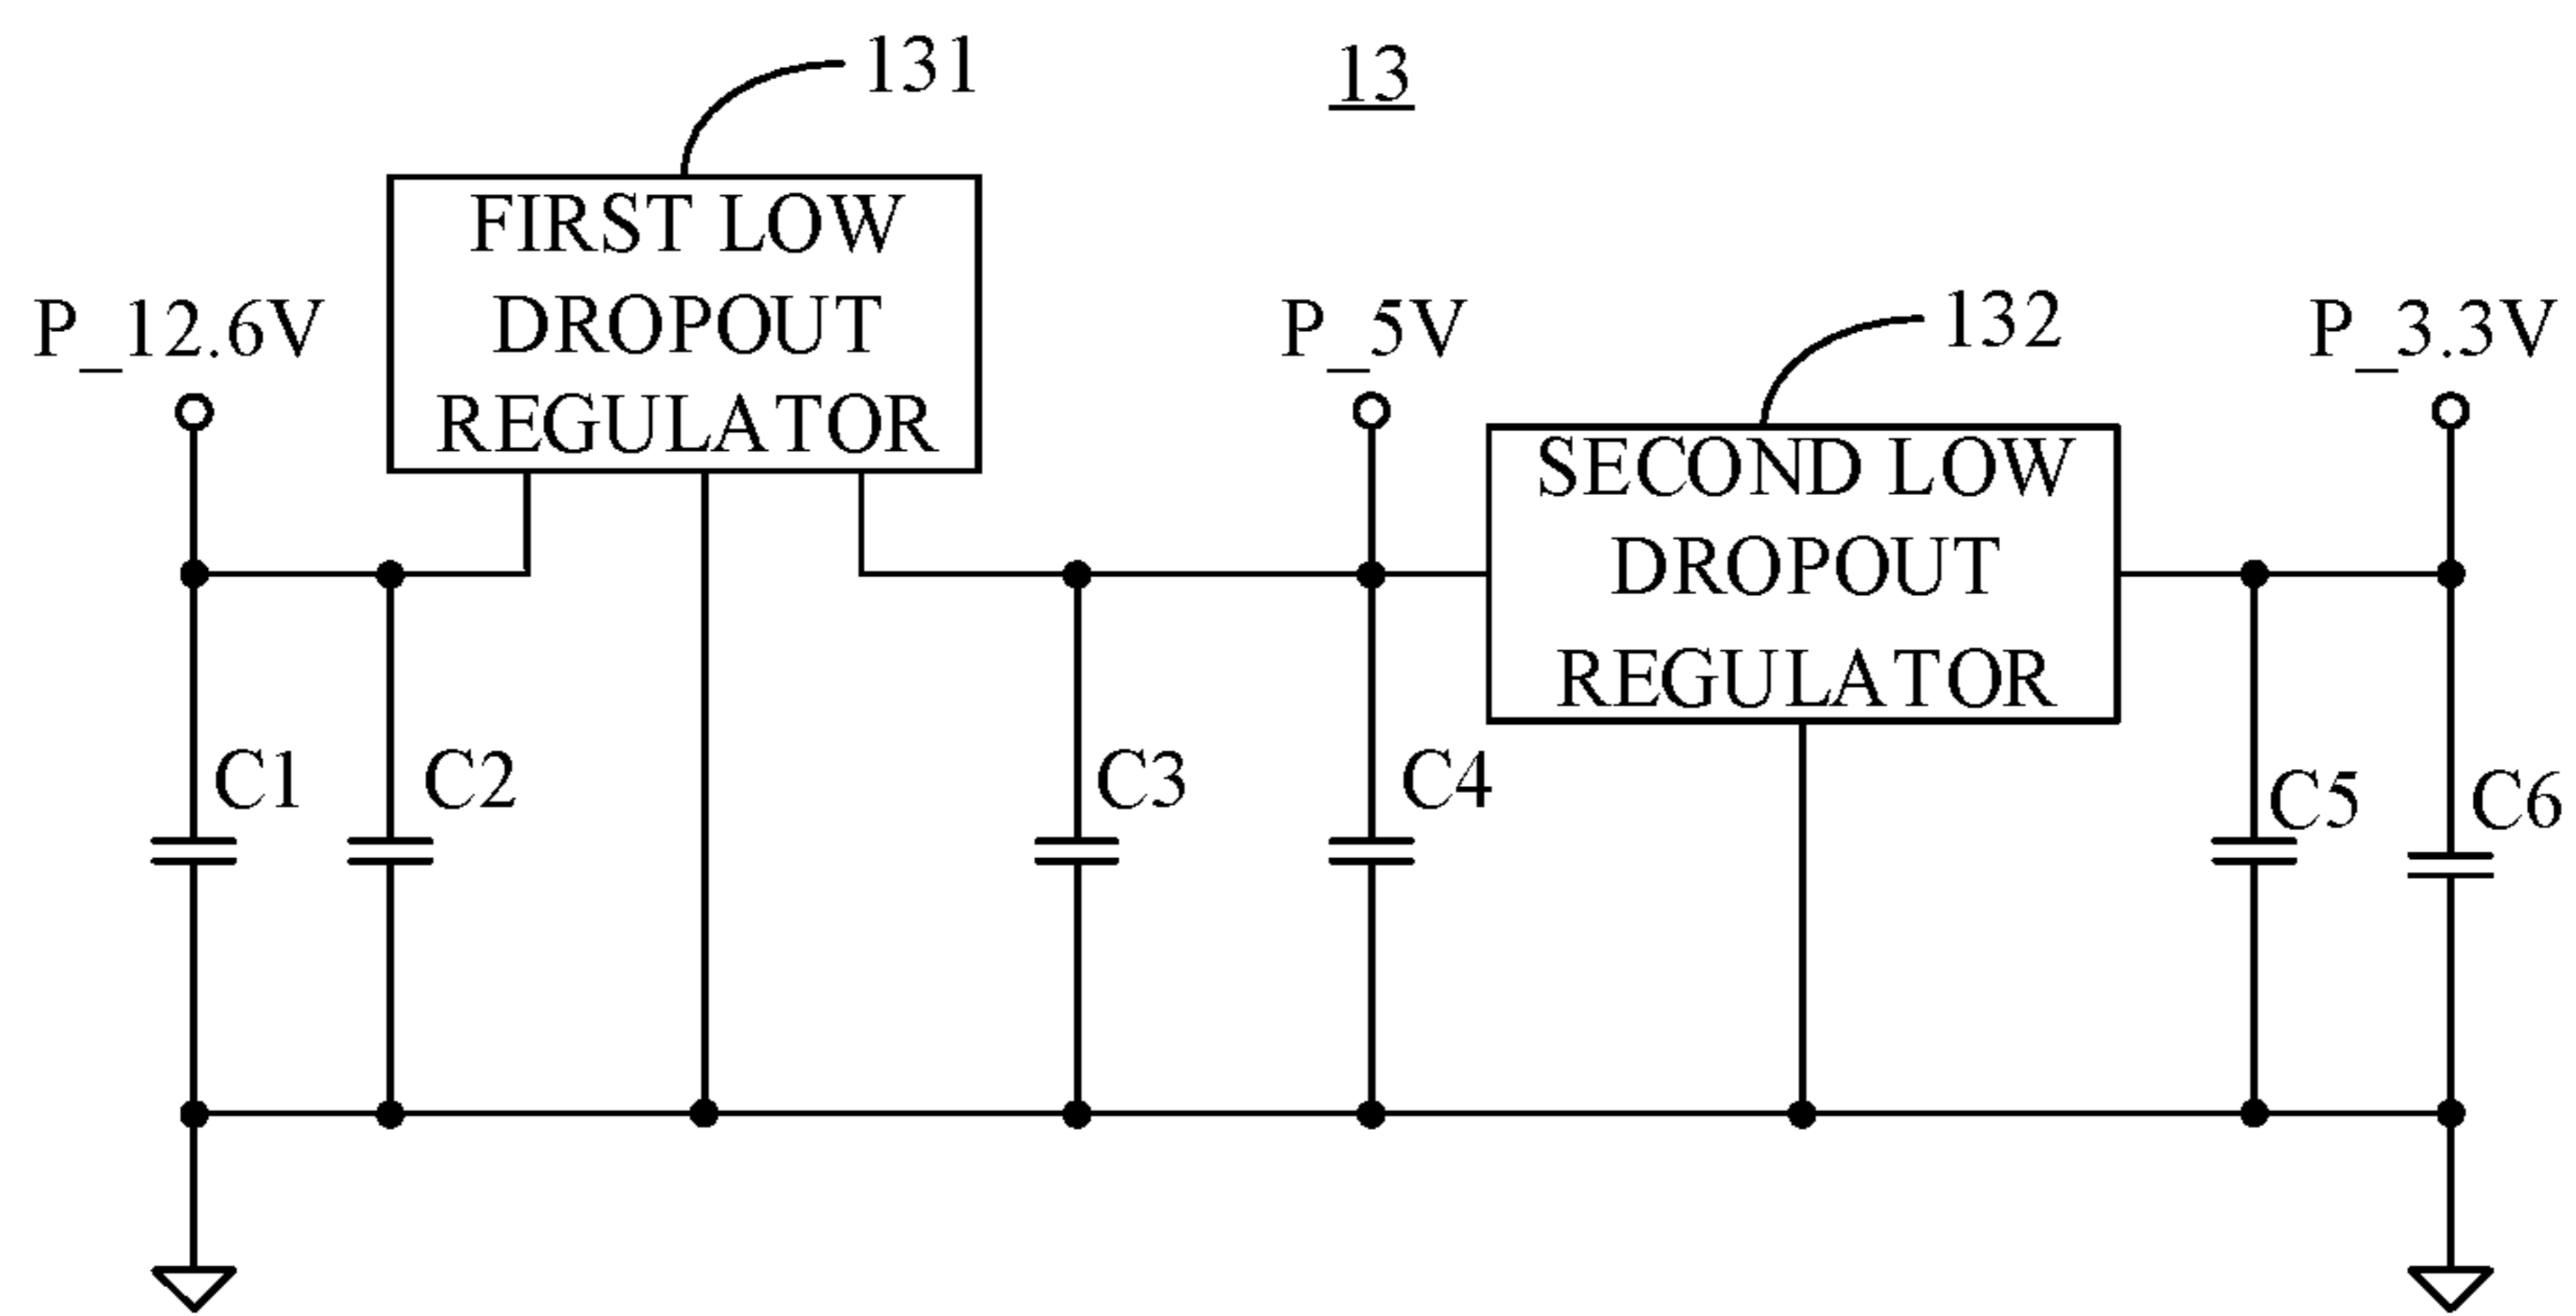 131
13
FIRST LOW
DROPOUT
REGULATOR
P_12.6V
P_5V
132
P_3.3V
SECOND LOW
DROPOUT
REGULATOR
C1
C2
C3
C4
C5
C6